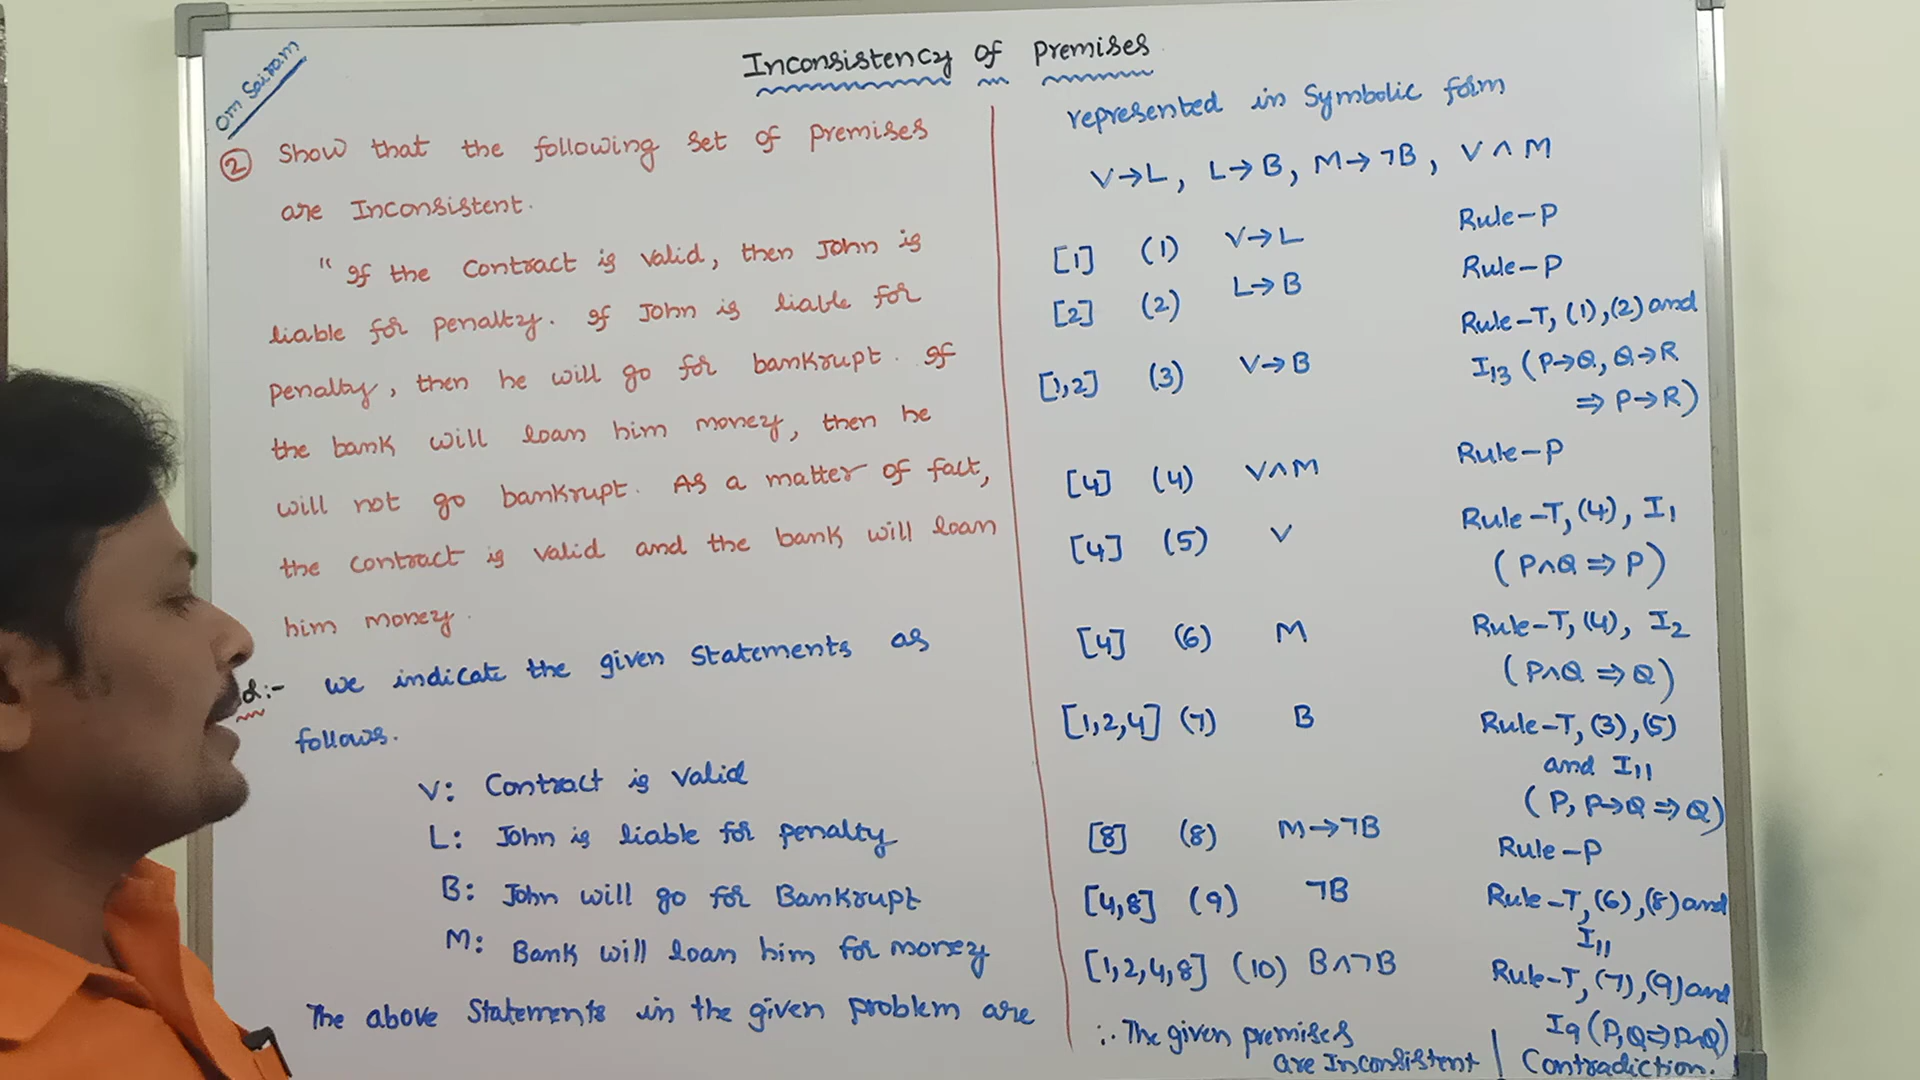 Om Sairam
Inconsistency of Premises
② Show that the following set of premises
are Inconsistent.
"If the Contract is valid, then John is
liable for penalty. If John is liable for
Penalty, then he will go for bankrupt. If
the bank will loan him money, then he
will not go bankrupt. As a matter of fact,
the contract is valid and the bank will loan
him money.
:- We indicate the given statements as
follows.
V: Contract is valid
L: John is liable for penalty
B: John will go for Bankrupt
M: Bank will loan him for money
The above statements in the given problem are
represented in Symbolic form
V→L, L→B, M→¬B, V∧M
[1] (1) V→L Rule-P
[2] (2) L→B Rule-P
[1,2] (3) V→B Rule-T, (1),(2) and
I13 (P→Q, Q→R
⇒ P→R)
[4] (4) V∧M Rule-P
[4] (5) V Rule-T, (4), I1
(P∧Q ⇒ P)
[4] (6) M Rule-T, (4), I2
(P∧Q ⇒ Q)
[1,2,4] (7) B Rule-T, (3),(5)
and I11
(P, P→Q ⇒ Q)
[8] (8) M→¬B Rule-P
[4,8] (9) ¬B Rule-T, (6),(8) and
I11
[1,2,4,8] (10) B∧¬B Rule-T, (7),(9) and
I9 (P,Q⇒P∧Q)
∴ The given premises
are Inconsistent | Contradiction.